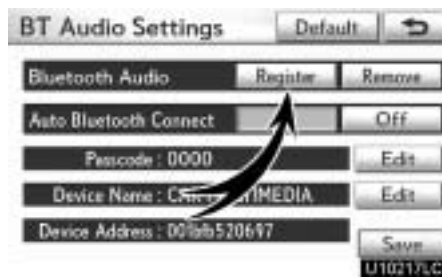 BT Audio Settings Default
Bluetooth Audio Register Remove
Auto Bluetooth Connect Off
Passcode : 0000 Edit
Device Name : MEDIA Edit
Device Address : 001bfb520697
Save